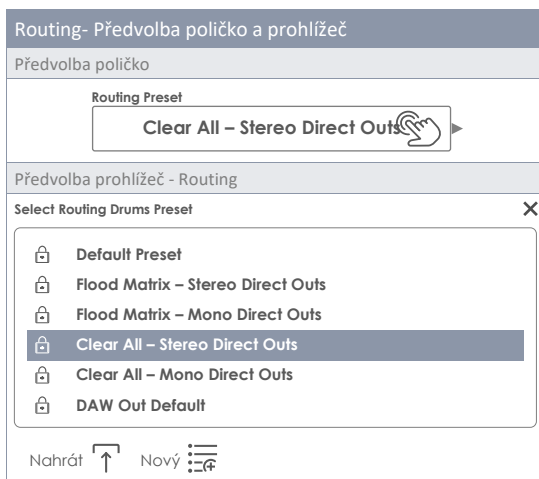 Routing- Předvolba poličko a prohlížeč
Předvolba poličko
Routing Preset
Clear All – Stereo Direct Outs
Předvolba prohlížeč - Routing
Select Routing Drums Preset
Default Preset
Flood Matrix – Stereo Direct Outs
Flood Matrix – Mono Direct Outs
Clear All – Stereo Direct Outs
Clear All – Mono Direct Outs
DAW Out Default
Nahrát Nový